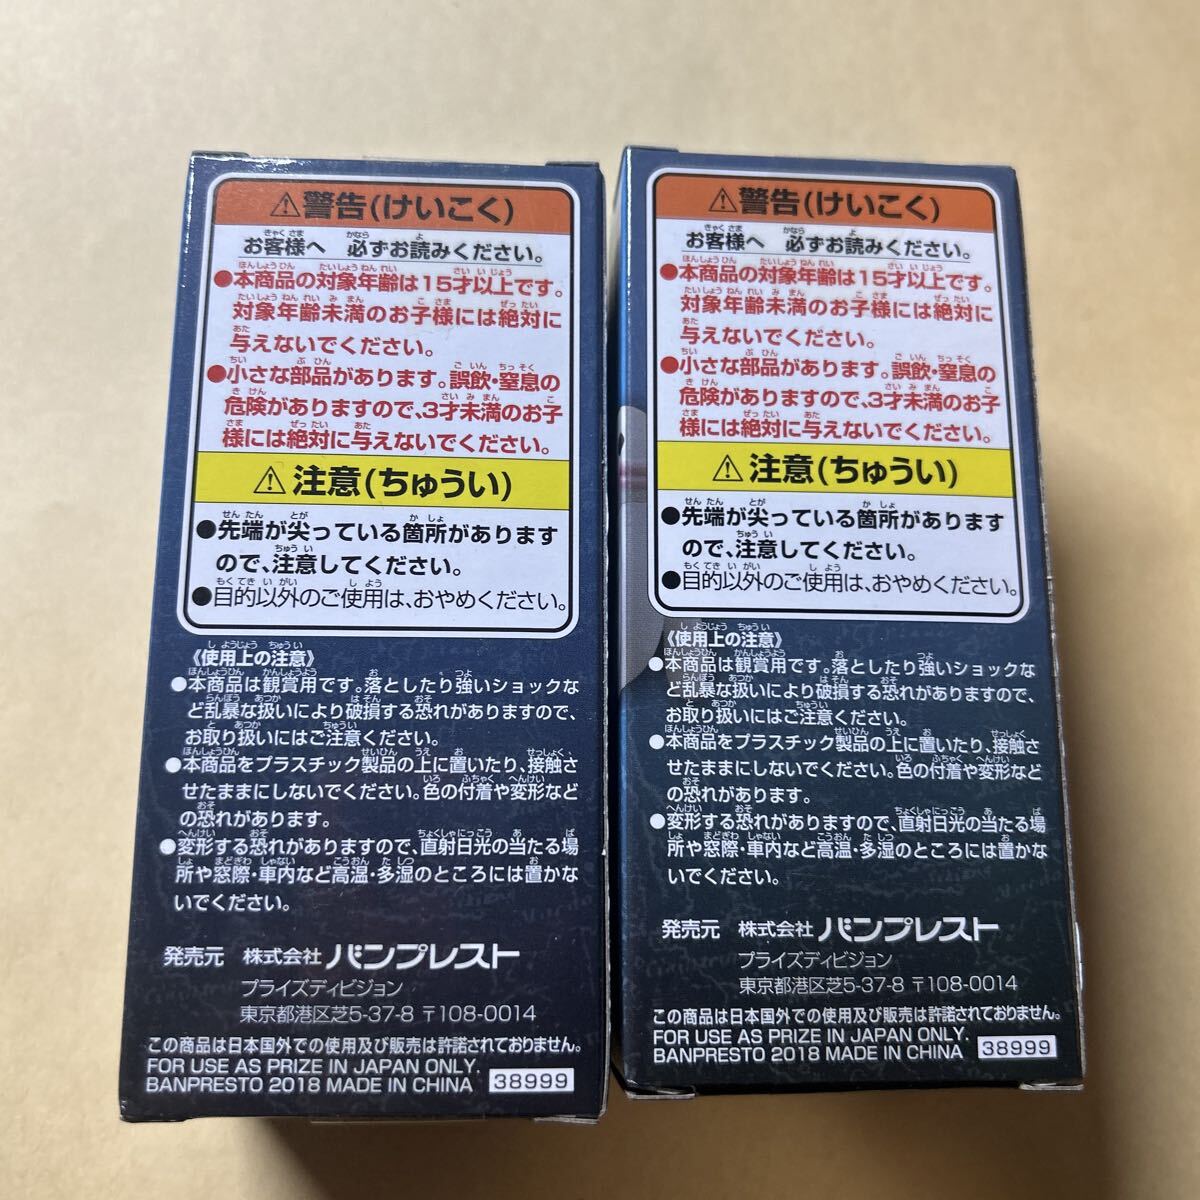 ⚠警告(けいこく)
お客様へ 必ずお読みください。
●本商品の対象年齢は15才以上です。
対象年齢未満のお子様には絶対に
与えないでください。
●小さな部品があります。誤飲・窒息の
危険がありますので、3才未満のお子
様には絶対に与えないでください。
⚠注意(ちゅうい)
●先端が尖っている箇所があります
ので、注意してください。
●目的以外のご使用は、おやめください。
《使用上の注意》
●本商品は観賞用です。落としたり強いショックな
ど乱暴な扱いにより破損する恐れがありますので、
お取り扱いにはご注意ください。
●本商品をプラスチック製品の上に置いたり、接触さ
せたままにしないでください。色の付着や変形など
の恐れがあります。
●変形する恐れがありますので、直射日光の当たる場
所や窓際・車内など高温・多湿のところには置かな
いでください。
発売元 株式会社 バンプレスト
プライズディビジョン
東京都港区芝5-37-8 〒108-0014
この商品は日本国外での使用及び販売は許諾されておりません。
FOR USE AS PRIZE IN JAPAN ONLY.
BANPRESTO 2018 MADE IN CHINA 38999
⚠警告(けいこく)
お客様へ 必ずお読みください。
●本商品の対象年齢は15才以上です。
対象年齢未満のお子様には絶対に
与えないでください。
●小さな部品があります。誤飲・窒息の
危険がありますので、3才未満のお子
様には絶対に与えないでください。
⚠注意(ちゅうい)
●先端が尖っている箇所があります
ので、注意してください。
●目的以外のご使用は、おやめください。
《使用上の注意》
●本商品は観賞用です。落としたり強いショックな
ど乱暴な扱いにより破損する恐れがありますので、
お取り扱いにはご注意ください。
●本商品をプラスチック製品の上に置いたり、接触さ
せたままにしないでください。色の付着や変形など
の恐れがあります。
●変形する恐れがありますので、直射日光の当たる場
所や窓際・車内など高温・多湿のところには置かな
いでください。
発売元 株式会社 バンプレスト
プライズディビジョン
東京都港区芝5-37-8 〒108-0014
この商品は日本国外での使用及び販売は許諾されておりません。
FOR USE AS PRIZE IN JAPAN ONLY.
BANPRESTO 2018 MADE IN CHINA 38999